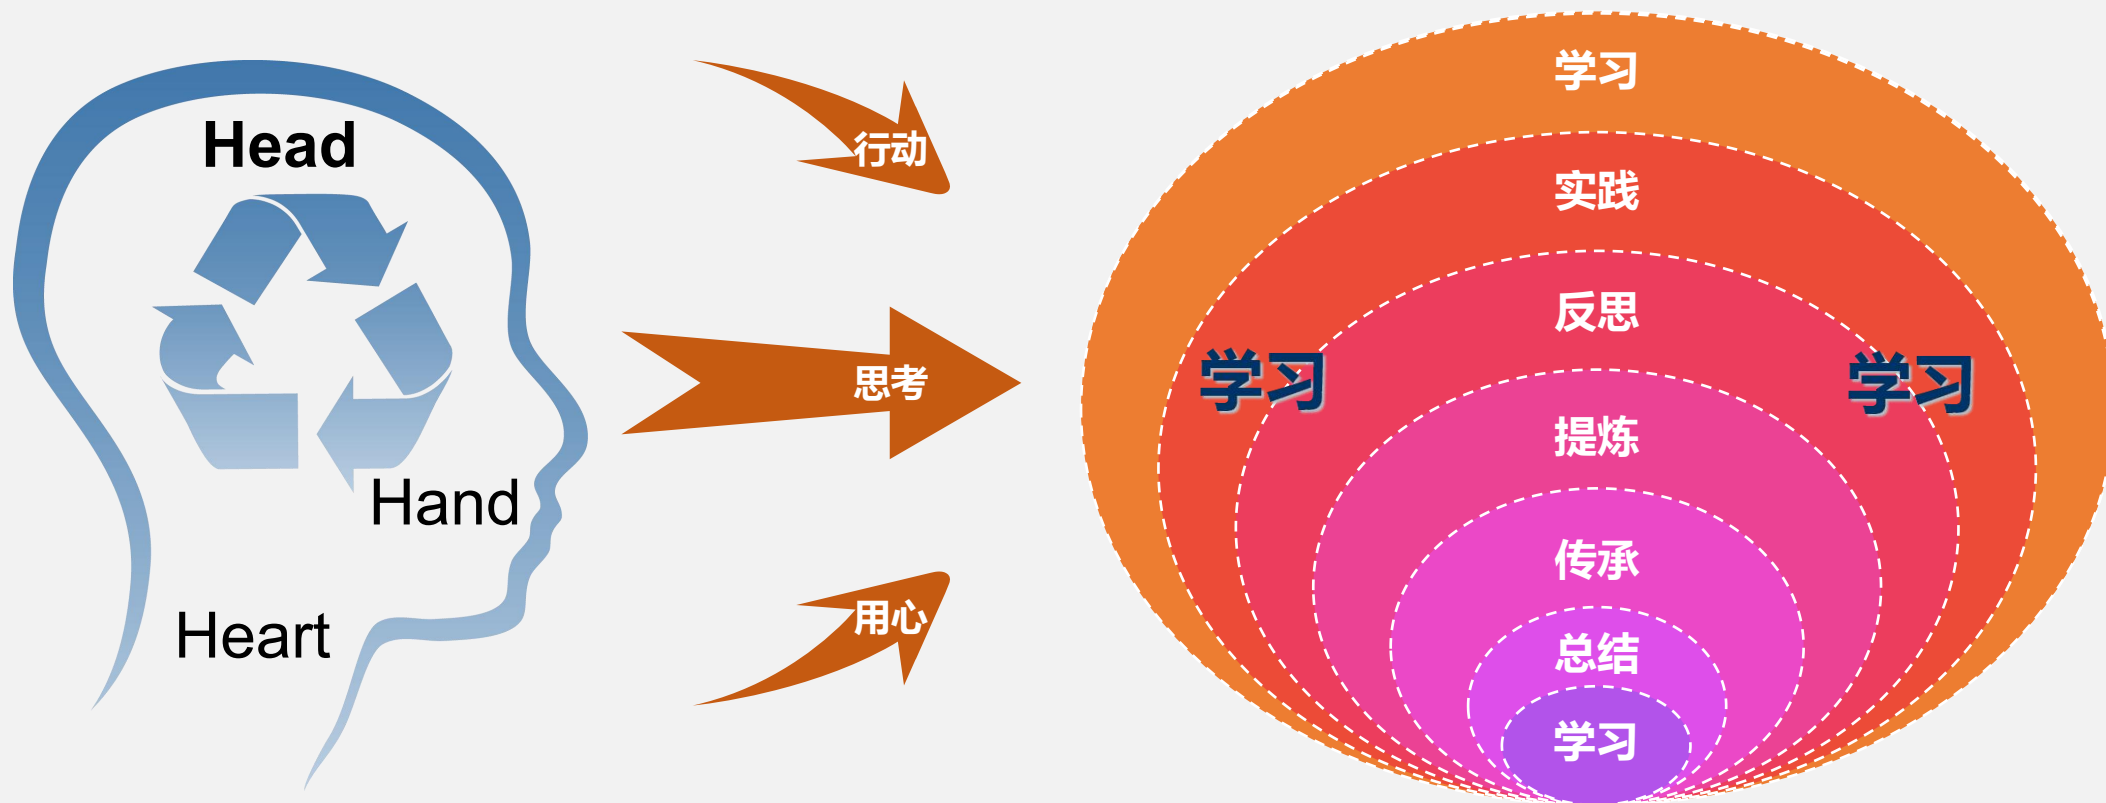 Head
Hand
Heart
行动
思考
用心
学习
实践
反思
学习
学习
提炼
传承
总结
学习